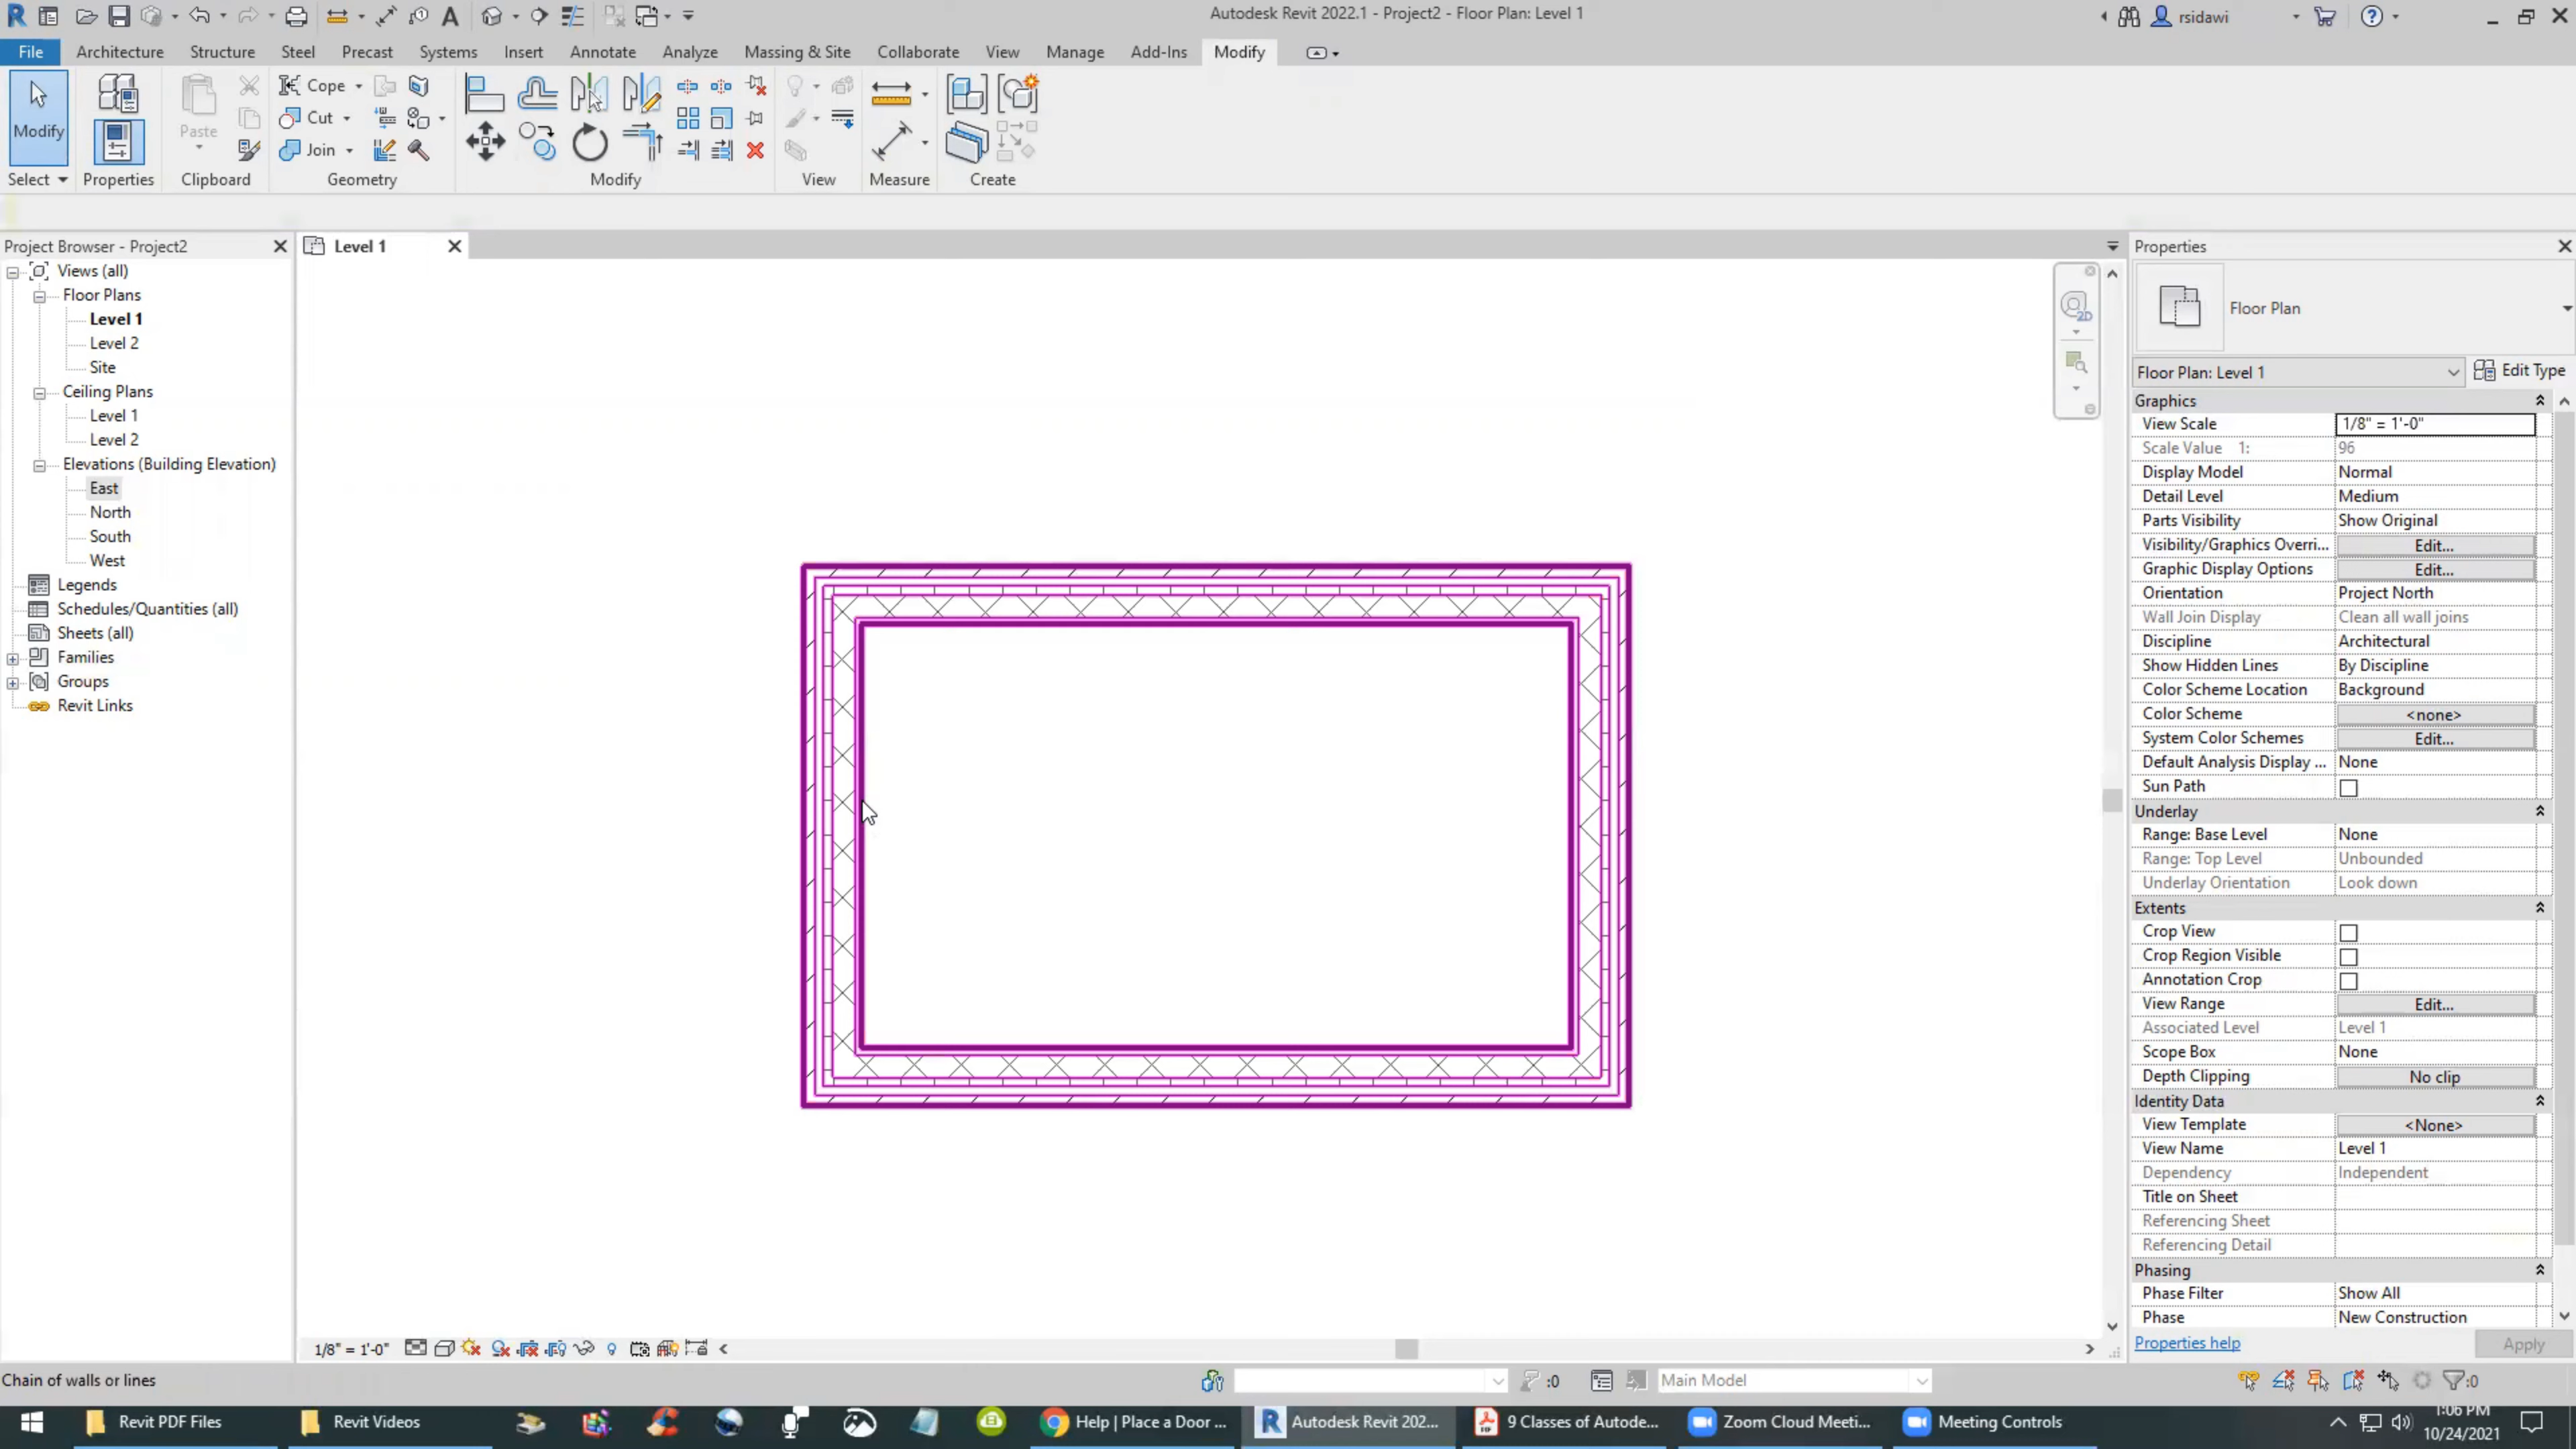 Autodesk Revit 2022.1 - Project2 - Floor Plan: Level 1
rsidawi
File Architecture Structure Steel Precast Systems Insert Annotate Analyze Massing & Site Collaborate View Manage Add-Ins Modify
Modify
Paste
Cope
Cut
Join
Select Properties Clipboard Geometry Modify View Measure Create
Project Browser - Project2
Views (all)
Floor Plans
Level 1
Level 2
Site
Ceiling Plans
Level 1
Level 2
Elevations (Building Elevation)
East
North
South
West
Legends
Schedules/Quantities (all)
Sheets (all)
Families
Groups
Revit Links
Level 1
2D
Properties
Floor Plan
Floor Plan: Level 1 Edit Type
Graphics
View Scale 1/8" = 1'-0"
Scale Value 1: 96
Display Model Normal
Detail Level Medium
Parts Visibility Show Original
Visibility/Graphics Overri... Edit...
Graphic Display Options Edit...
Orientation Project North
Wall Join Display Clean all wall joins
Discipline Architectural
Show Hidden Lines By Discipline
Color Scheme Location Background
Color Scheme <none>
System Color Schemes Edit...
Default Analysis Display ... None
Sun Path
Underlay
Range: Base Level None
Range: Top Level Unbounded
Underlay Orientation Look down
Extents
Crop View
Crop Region Visible
Annotation Crop
View Range Edit...
Associated Level Level 1
Scope Box None
Depth Clipping No clip
Identity Data
View Template <None>
View Name Level 1
Dependency Independent
Title on Sheet
Referencing Sheet
Referencing Detail
Phasing
Phase Filter Show All
Phase New Construction
Properties help Apply
1/8" = 1'-0"
Chain of walls or lines
:0
Main Model
:0
Revit PDF Files
Revit Videos
Help | Place a Door ...
Autodesk Revit 202...
9 Classes of Autode...
Zoom Cloud Meeti...
Meeting Controls
1:06 PM
10/24/2021